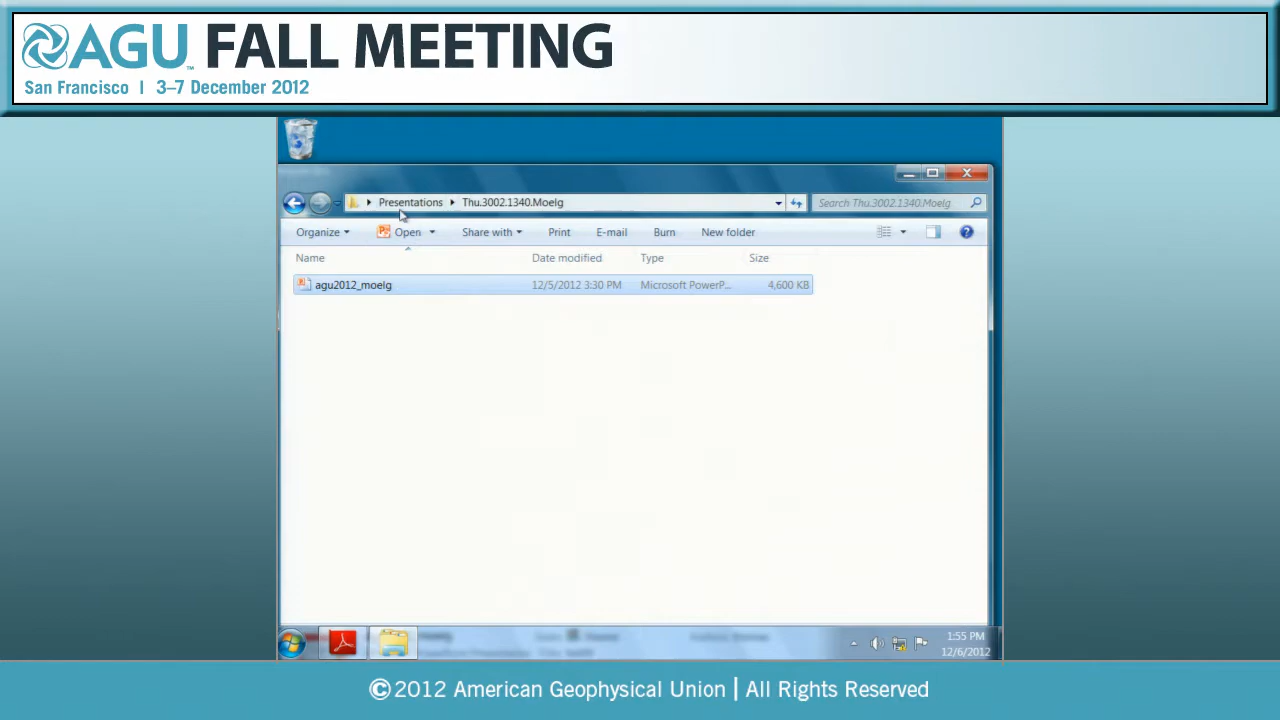 AGU™ FALL MEETING
San Francisco | 3–7 December 2012
Presentations Thu.3002.1340.Moelg Search Thu.3002.1340.Moelg
Organize Open Share with Print E-mail Burn New folder
Name Date modified Type Size
agu2012_moelg 12/5/2012 3:30 PM Microsoft PowerP... 4,600 KB
1:55 PM
12/6/2012
©2012 American Geophysical Union | All Rights Reserved